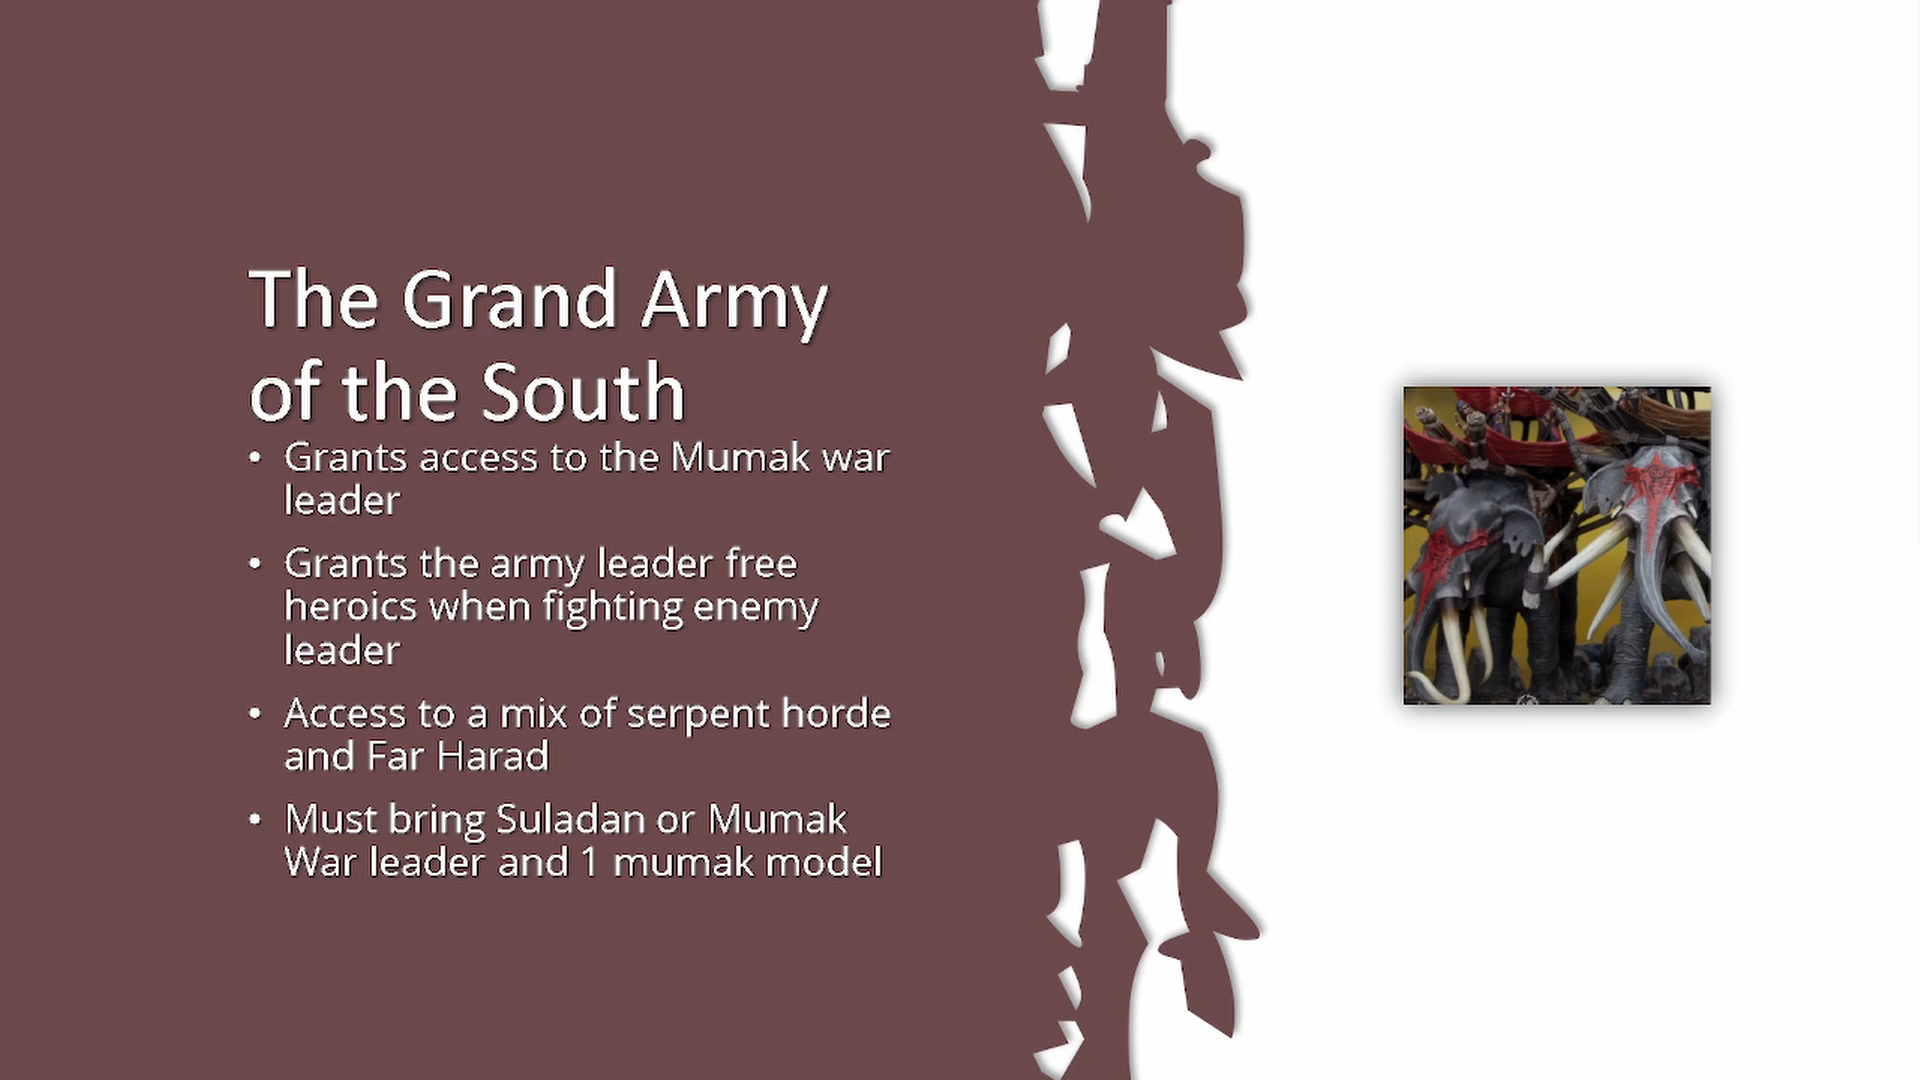 The Grand Army
of the South
• Grants access to the Mumak war
leader
• Grants the army leader free
heroics when fighting enemy
leader
• Access to a mix of serpent horde
and Far Harad
• Must bring Suladan or Mumak
War leader and 1 mumak model